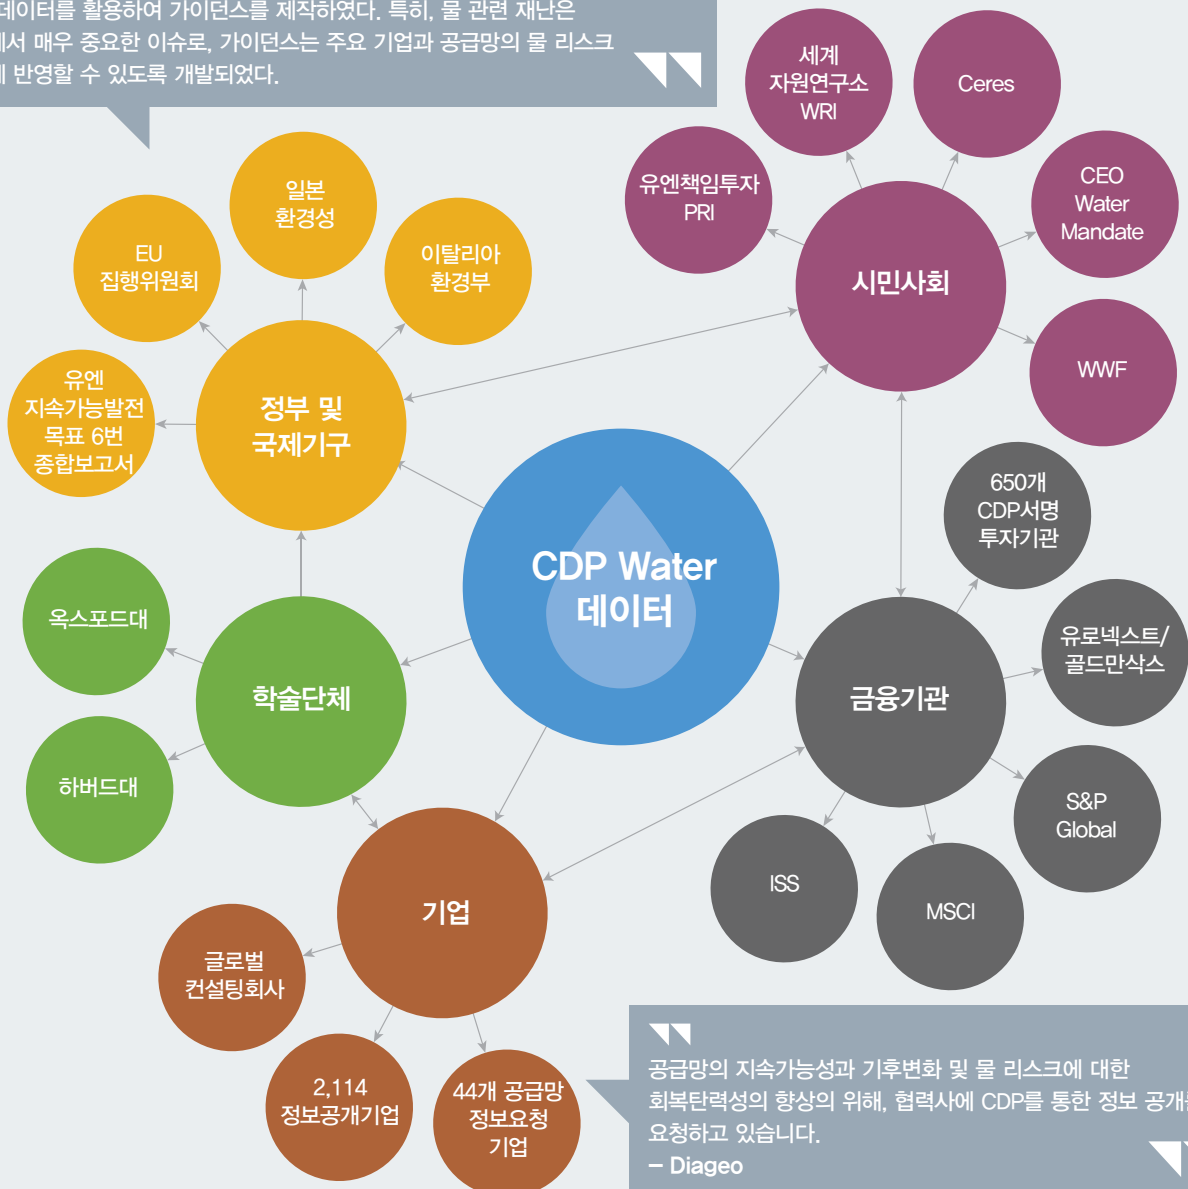 데이터를 활용하여 가이던스를 제작하였다. 특히, 물 관련 재난은
매우 중요한 이슈로, 가이던스는 주요 기업과 공급망의 물 리스크
반영할 수 있도록 개발되었다.
세계
자원연구소
WRI
Ceres
유엔책임투자
PRI
CEO
Water
Mandate
시민사회
WWF
일본
환경성
EU
집행위원회
이탈리아
환경부
유엔
지속가능발전
목표 6번
종합보고서
정부 및
국제기구
CDP Water
데이터
650개
CDP서명
투자기관
유로넥스트/
골드만삭스
금융기관
S&P
Global
ISS
MSCI
옥스포드대
학술단체
하버드대
기업
글로벌
컨설팅회사
2,114
정보공개기업
44개 공급망
정보요청
기업
공급망의 지속가능성과 기후변화 및 물 리스크에 대한
회복탄력성의 향상의 위해, 협력사에 CDP를 통한 정보 공개를
요청하고 있습니다.
– Diageo